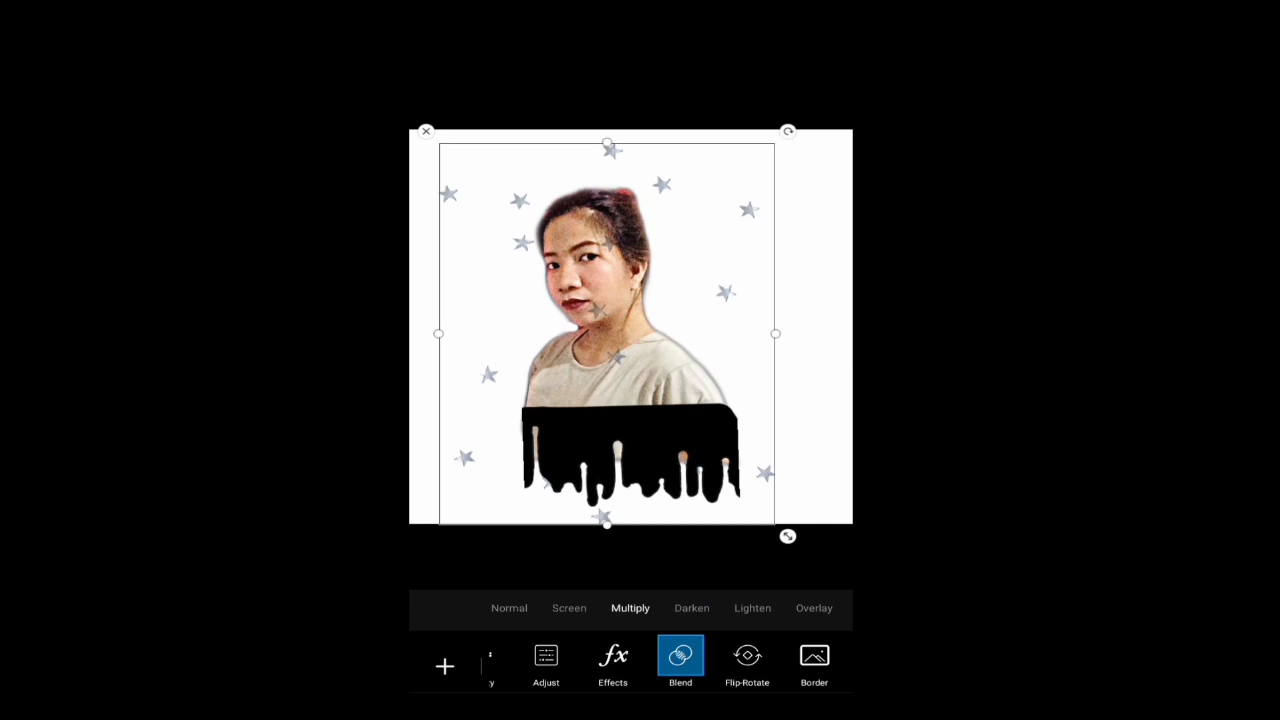 Normal Screen Multiply Darken Lighten Overlay
y Adjust Effects Blend Flip-Rotate Border